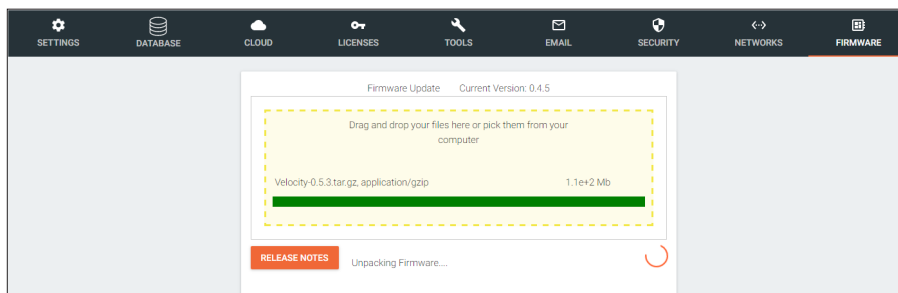 SETTINGS DATABASE CLOUD LICENSES TOOLS EMAIL SECURITY NETWORKS FIRMWARE
Firmware Update Current Version: 0.4.5
Drag and drop your files here or pick them from your
computer
Velocity-0.5.3.tar.gz, application/gzip 1.1e+2 Mb
RELEASE NOTES Unpacking Firmware....